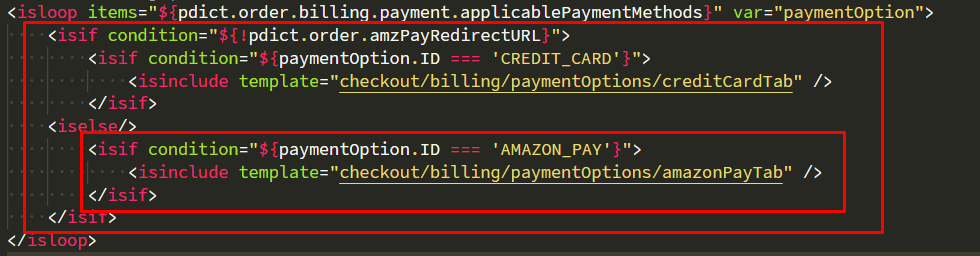 <isloop items="${pdict.order.billing.payment.applicablePaymentMethods}" var="paymentOption">
<isif condition="${!pdict.order.amzPayRedirectURL}">
<isif condition="${paymentOption.ID === 'CREDIT_CARD'}">
<isinclude template="checkout/billing/paymentOptions/creditCardTab" />
</isif>
<iselse/>
<isif condition="${paymentOption.ID === 'AMAZON_PAY'}">
<isinclude template="checkout/billing/paymentOptions/amazonPayTab" />
</isif>
</isif>
</isloop>